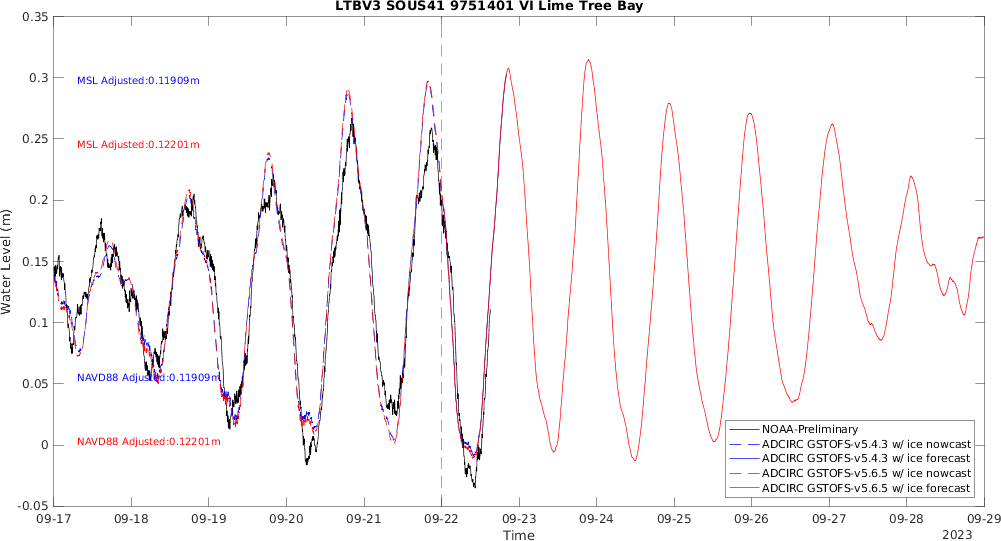 LTBV3 SOUS41 9751401 VI Lime Tree Bay
0.35
0.3
0.25
0.2
0.15
0.1
0.05
0
-0.05
Water Level (m)
MSL Adjusted:0.11909m
MSL Adjusted:0.12201m
NAVD88 Adjusted:0.11909m
NAVD88 Adjusted:0.12201m
NOAA-Preliminary
ADCIRC GSTOFS-v5.4.3 w/ ice nowcast
ADCIRC GSTOFS-v5.4.3 w/ ice forecast
ADCIRC GSTOFS-v5.6.5 w/ ice nowcast
ADCIRC GSTOFS-v5.6.5 w/ ice forecast
09-17 09-18 09-19 09-20 09-21 09-22 09-23 09-24 09-25 09-26 09-27 09-28 09-29
Time
2023